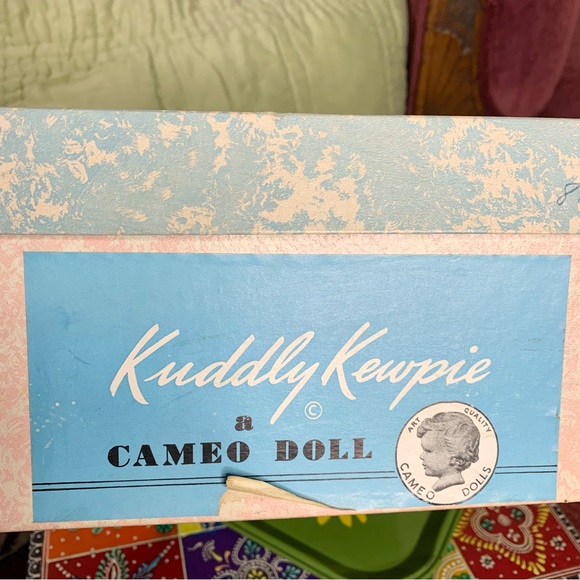 Kuddly Kewpie
©
a
CAMEO DOLL
ART QUALITY
CAMEO DOLLS